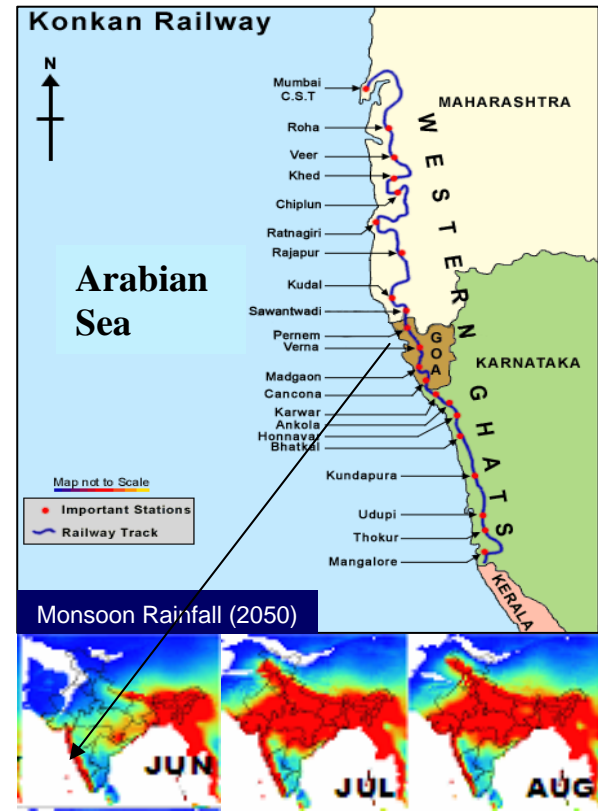 Konkan Railway
N
Mumbai
C.S.T
MAHARASHTRA
Roha
Veer
Khed
Chiplun
Ratnagiri
Rajapur
Kudal
Sawantwadi
Pernem
Verna
Madgaon
Cancona
Karwar
Ankola
Honnavar
Bhatkal
Kundapura
Udupi
Thokur
Mangalore
WESTERN GHATS
GOA
KARNATAKA
KERALA
Arabian
Sea
Map not to Scale
Important Stations
Railway Track
Monsoon Rainfall (2050)
JUN
JUL
AUG